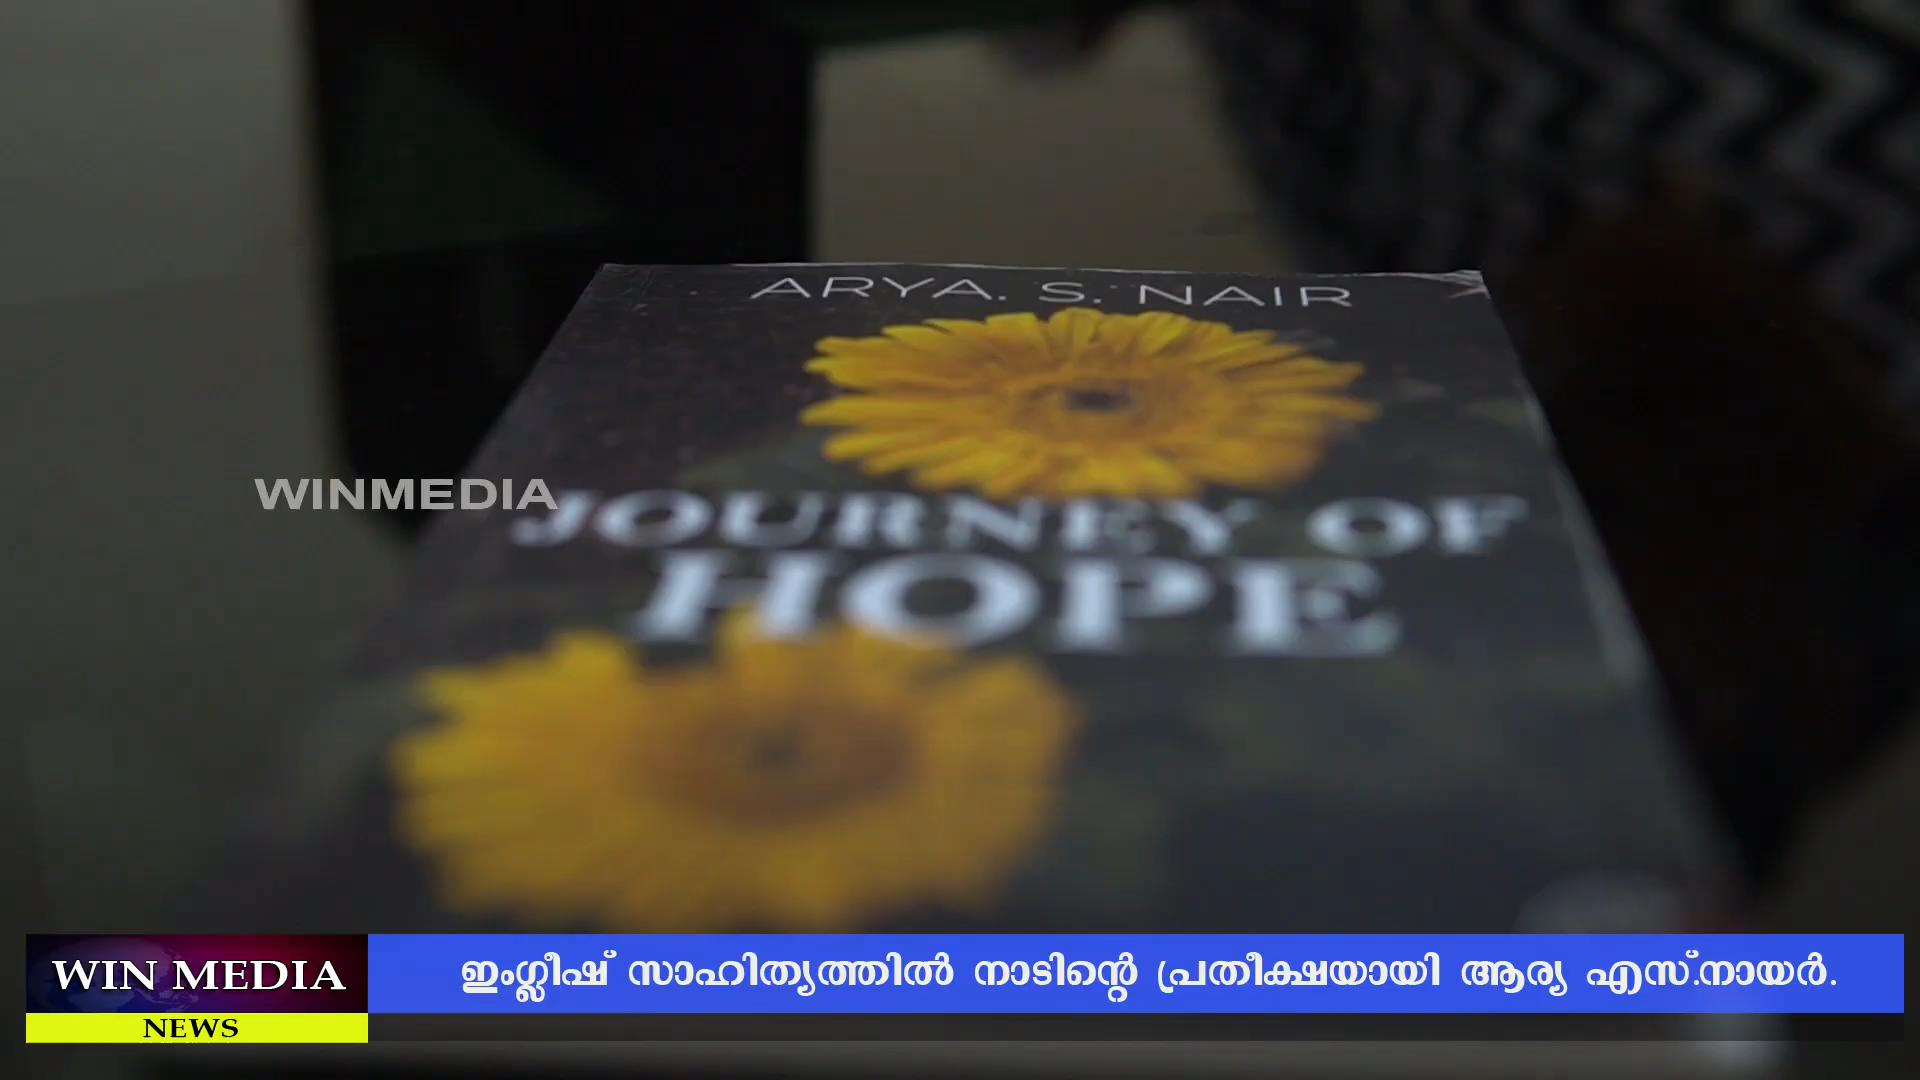 ARYA. S. NAIR
WINMEDIA
JOURNEY OF
HOPE
WIN MEDIA
NEWS
ഇംഗ്ലീഷ് സാഹിത്യത്തിൽ നാടിന്റെ പ്രതീക്ഷയായി ആര്യ എസ്.നായർ.